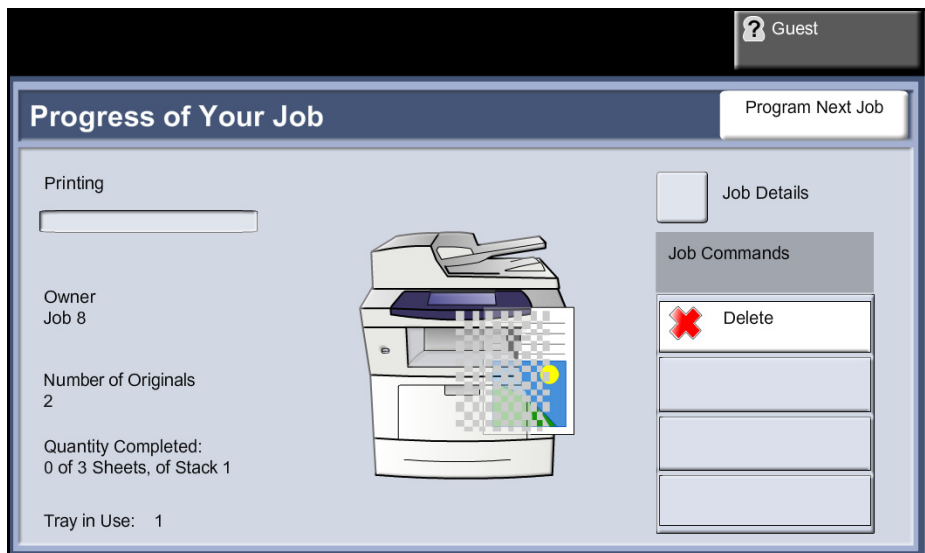 Guest
Progress of Your Job
Program Next Job
Printing
Job Details
Job Commands
Owner
Job 8
Delete
Number of Originals
2
Quantity Completed:
0 of 3 Sheets, of Stack 1
Tray in Use: 1